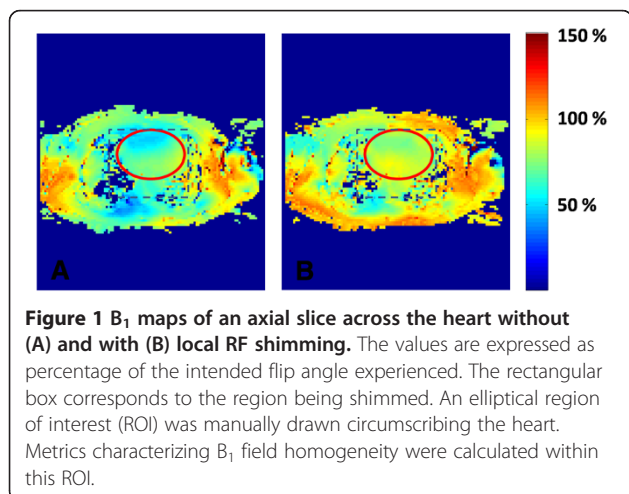 150 %
100 %
50 %
A
B
Figure 1 B₁ maps of an axial slice across the heart without
(A) and with (B) local RF shimming. The values are expressed as
percentage of the intended flip angle experienced. The rectangular
box corresponds to the region being shimmed. An elliptical region
of interest (ROI) was manually drawn circumscribing the heart.
Metrics characterizing B₁ field homogeneity were calculated within
this ROI.